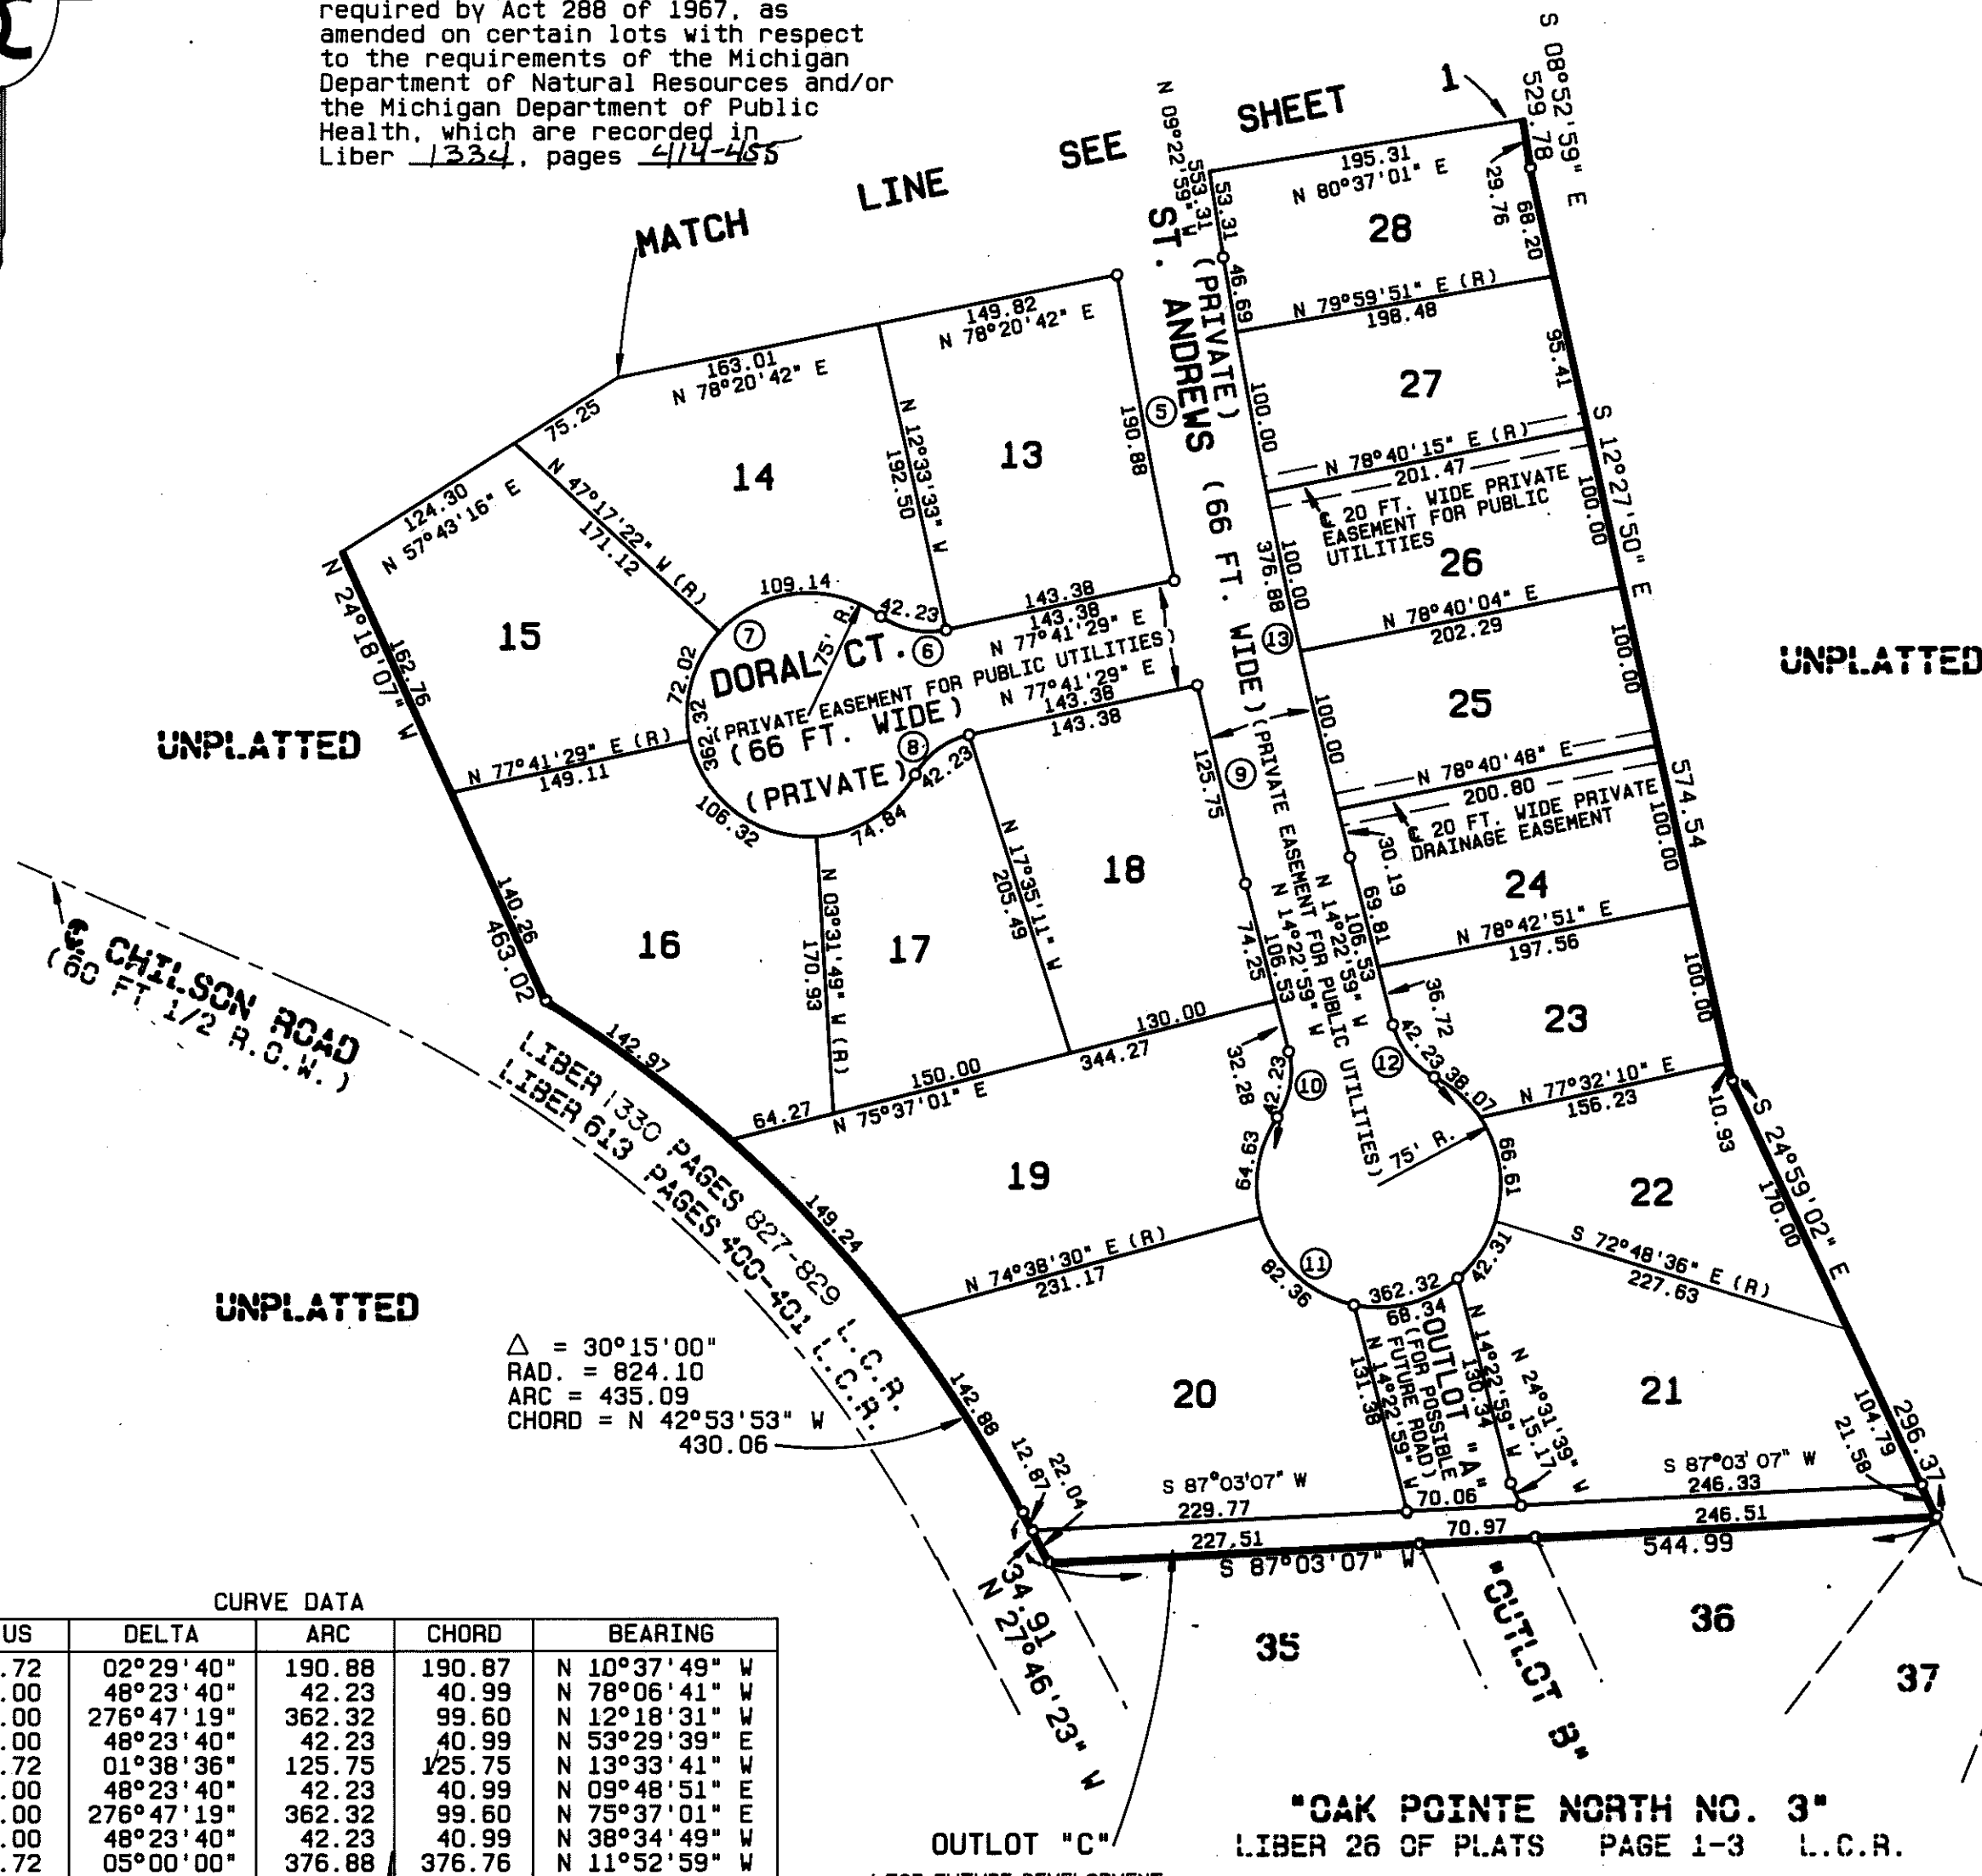 required by Act 288 of 1967, as
amended on certain lots with respect
to the requirements of the Michigan
Department of Natural Resources and/or
the Michigan Department of Public
Health, which are recorded in
Liber 1334, pages 414-455
MATCH LINE SEE SHEET 1
S 08°52'59" E
529.78
N 09°22'59" W
553.31
53.31
195.31
N 80°37'01" E
29.76
68.20
28
46.69
N 79°59'51" E (R)
198.48
ST. ANDREWS (66 FT. WIDE)
(PRIVATE)
149.82
N 78°20'42" E
163.01
N 78°20'42" E
75.25
27
95.41
100.00
190.88
5
13
N 12°33'33" W
192.50
14
N 78°40'15" E (R)
201.47
℄ 20 FT. WIDE PRIVATE
EASEMENT FOR PUBLIC
UTILITIES
S 12°27'50" E
100.00
124.30
N 57°43'16" E
N 47°17'22" W (R)
171.12
26
376.88
100.00
N 24°18'07" W
162.76
15
109.14
42.23
143.38
143.38
N 77°41'29" E
6
7
75' R.
DORAL CT.
(PRIVATE EASEMENT FOR PUBLIC UTILITIES)
(66 FT. WIDE)
(PRIVATE)
N 77°41'29" E
143.38
143.38
13
N 78°40'04" E
202.29
100.00
UNPLATTED
72.02
362.32
8
42.23
25
100.00
UNPLATTED
N 77°41'29" E (R)
149.11
125.75
9
(PRIVATE EASEMENT FOR PUBLIC UTILITIES)
N 78°40'48" E
200.80
℄ 20 FT. WIDE PRIVATE
DRAINAGE EASEMENT
574.54
100.00
106.32
74.84
30.19
140.26
463.02
16
N 03°31'49" W (R)
170.93
17
N 17°35'11" W
205.49
18
24
69.81
N 14°22'59" W
106.53
N 14°22'59" W
106.53
74.25
N 78°42'51" E
197.56
100.00
℄ CHILSON ROAD
(60 FT 1/2 R.O.W.)
36.72
23
130.00
344.27
142.97
LIBER 1330 PAGES 827-829 L.C.R.
LIBER 613 PAGES 400-401 L.C.R.
150.00
64.27
N 75°37'01" E
32.28
42.23
10
12
42.23
38.07
N 77°32'10" E
156.23
10.93
S 24°59'02" E
170.00
64.63
75' R.
66.61
19
22
149.24
S 72°48'36" E (R)
227.63
N 74°38'30" E (R)
231.17
11
82.36
362.32
68.34
42.31
UNPLATTED
OUTLOT "A"
(FOR POSSIBLE
FUTURE ROAD)
N 14°22'59" W
131.38
N 14°22'59" W
130.34
N 24°31'39" W
15.17
△ = 30°15'00"
RAD. = 824.10
ARC = 435.09
CHORD = N 42°53'53" W
430.06
142.88
20
21
296.37
104.79
21.58
12.87
22.04
S 87°03'07" W
229.77
70.06
S 87°03'07" W
246.33
227.51
70.97
246.51
S 87°03'07" W
544.99
34.91
N 27°46'23" W
35
"OUTLOT B"
36
37
CURVE DATA
US DELTA ARC CHORD BEARING
.72 02°29'40" 190.88 190.87 N 10°37'49" W
.00 48°23'40" 42.23 40.99 N 78°06'41" W
.00 276°47'19" 362.32 99.60 N 12°18'31" W
.00 48°23'40" 42.23 40.99 N 53°29'39" E
.72 01°38'36" 125.75 125.75 N 13°33'41" W
.00 48°23'40" 42.23 40.99 N 09°48'51" E
.00 276°47'19" 362.32 99.60 N 75°37'01" E
.00 48°23'40" 42.23 40.99 N 38°34'49" W
.72 05°00'00" 376.88 376.76 N 11°52'59" W
OUTLOT "C"
"OAK POINTE NORTH NO. 3"
LIBER 26 OF PLATS PAGE 1-3 L.C.R.